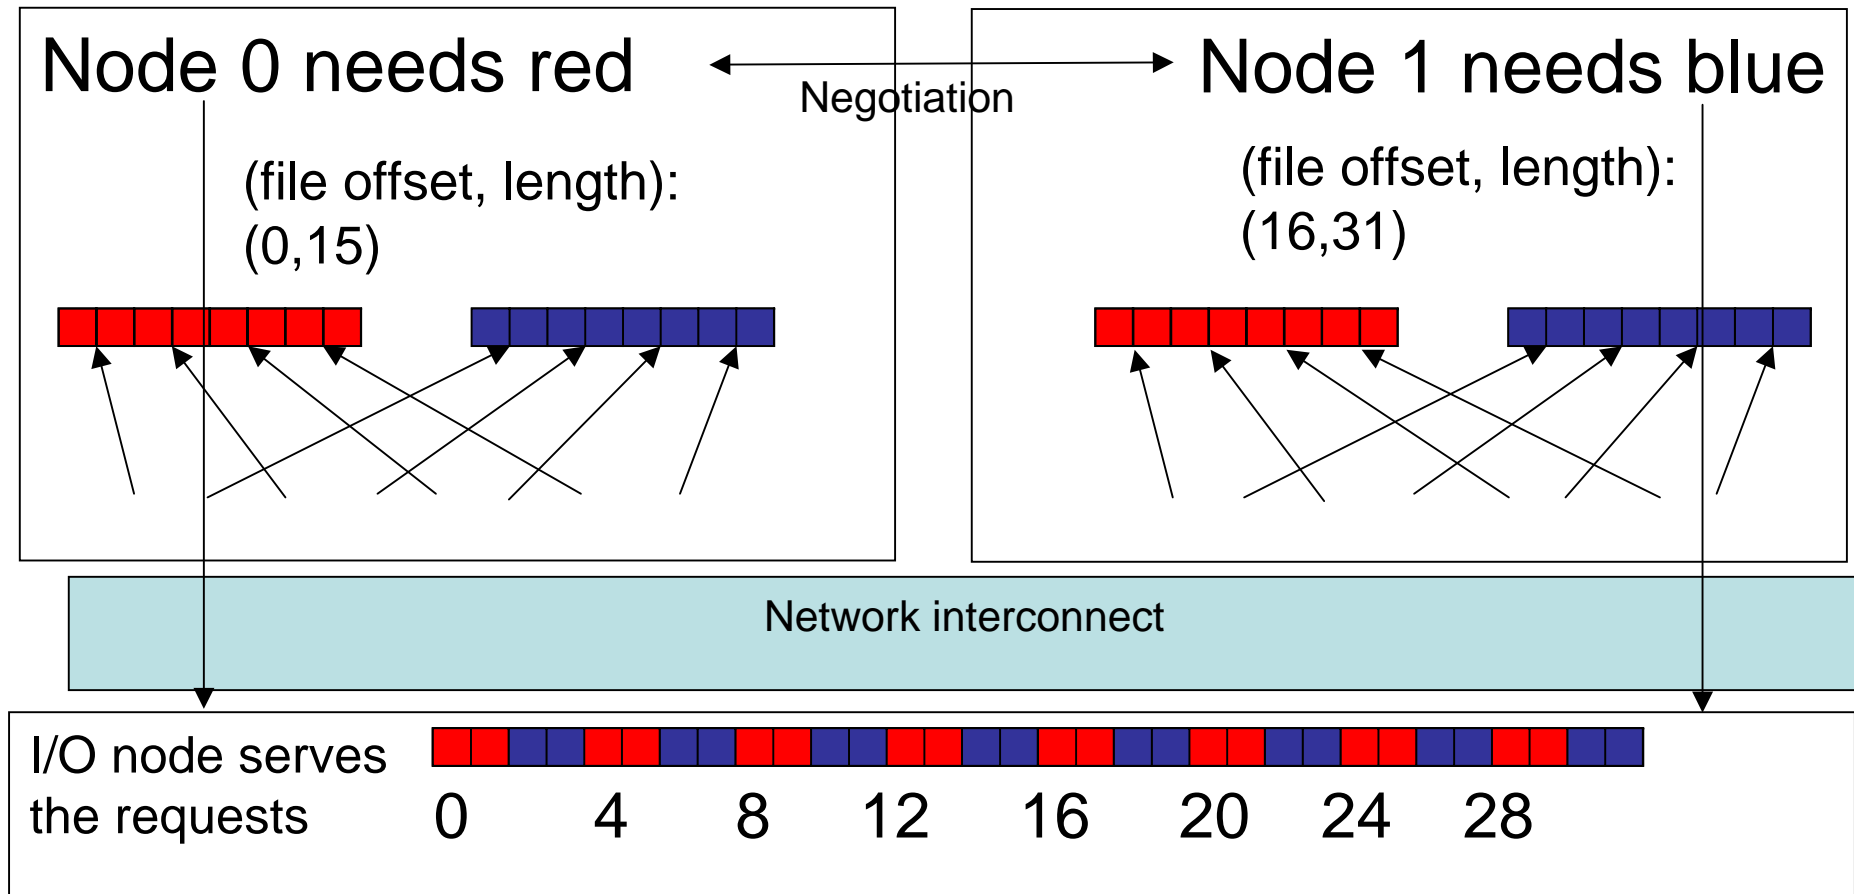 Node 0 needs red
Negotiation
Node 1 needs blue
(file offset, length):
(0,15)
(file offset, length):
(16,31)
Network interconnect
I/O node serves
the requests
0 4 8 12 16 20 24 28